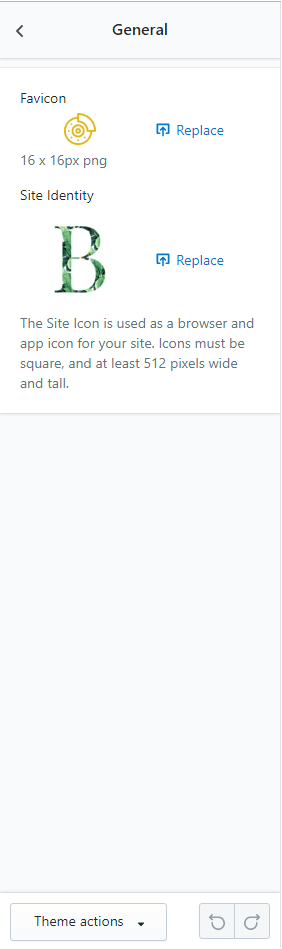 General
Favicon
Replace
16 x 16px png
Site Identity
B
Replace
The Site Icon is used as a browser and
app icon for your site. Icons must be
square, and at least 512 pixels wide
and tall.
Theme actions